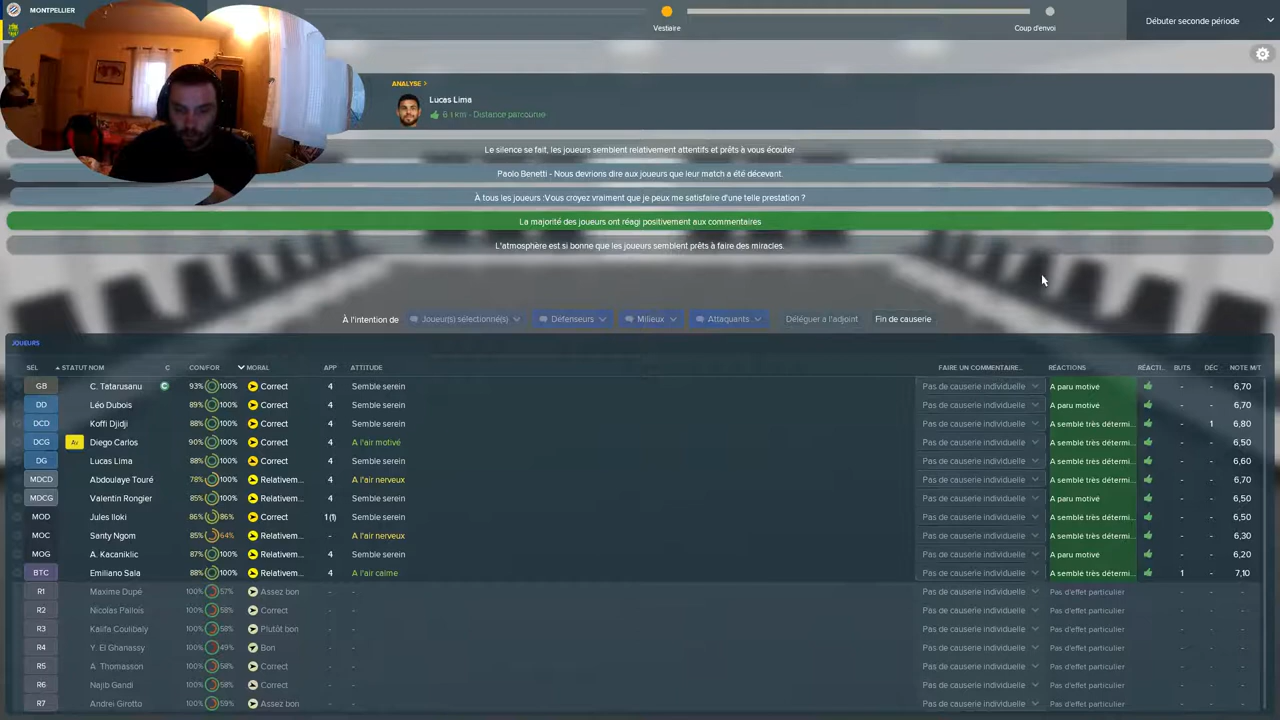 MONTPELLIER
Vestiaire
Coup d'envoi
Débuter seconde période
ANALYSE >
Lucas Lima
6.1 km - Distance parcourue
Le silence se fait, les joueurs semblent relativement attentifs et prêts à vous écouter
Paolo Benetti - Nous devrions dire aux joueurs que leur match a été décevant.
À tous les joueurs :Vous croyez vraiment que je peux me satisfaire d'une telle prestation ?
La majorité des joueurs ont réagi positivement aux commentaires
L'atmosphère est si bonne que les joueurs semblent prêts à faire des miracles.
À l'intention de Joueur(s) sélectionné(s) Défenseurs Milieux Attaquants Déléguer a l'adjoint Fin de causerie
JOUEURS
SEL STATUT NOM C CON/FOR MORAL APP ATTITUDE FAIRE UN COMMENTAIRE... RÉACTIONS RÉACTI... BUTS DÉC NOTE M/T
GB C. Tatarusanu C 93% 100% Correct 4 Semble serein Pas de causerie individuelle A paru motivé - - 6,70
DD Léo Dubois 89% 100% Correct 4 Semble serein Pas de causerie individuelle A paru motivé - - 6,70
DCD Koffi Djidji 88% 100% Correct 4 Semble serein Pas de causerie individuelle A semblé très détermi... - 1 6,80
DCG Av Diego Carlos 90% 100% Correct 4 A l'air motivé Pas de causerie individuelle A semblé très détermi... - - 6,50
DG Lucas Lima 88% 100% Correct 4 Semble serein Pas de causerie individuelle A semblé très détermi... - - 6,60
MDCD Abdoulaye Touré 78% 100% Relativem... 4 A l'air nerveux Pas de causerie individuelle A semblé très détermi... - - 6,70
MDCG Valentin Rongier 85% 100% Relativem... 4 Semble serein Pas de causerie individuelle A paru motivé - - 6,50
MOD Jules Iloki 86% 86% Correct 1 (1) Semble serein Pas de causerie individuelle A semblé très détermi... - - 6,50
MOC Santy Ngom 85% 64% Relativem... - A l'air nerveux Pas de causerie individuelle A semblé très détermi... - - 6,30
MOG A. Kacaniklic 87% 100% Relativem... 4 Semble serein Pas de causerie individuelle A paru motivé - - 6,20
BTC Emiliano Sala 88% 100% Relativem... 4 A l'air calme Pas de causerie individuelle A semblé très détermi... 1 - 7,10
R1 Maxime Dupé 100% 57% Assez bon - - Pas de causerie individuelle Pas d'effet particulier - - -
R2 Nicolas Pallois 100% 58% Correct - - Pas de causerie individuelle Pas d'effet particulier - - -
R3 Kalifa Coulibaly 100% 58% Plutôt bon - - Pas de causerie individuelle Pas d'effet particulier - - -
R4 Y. El Ghanassy 100% 49% Bon - - Pas de causerie individuelle Pas d'effet particulier - - -
R5 A. Thomasson 100% 58% Correct - - Pas de causerie individuelle Pas d'effet particulier - - -
R6 Najib Gandi 100% 58% Correct - - Pas de causerie individuelle Pas d'effet particulier - - -
R7 Andrei Girotto 100% 59% Assez bon - - Pas de causerie individuelle Pas d'effet particulier - - -